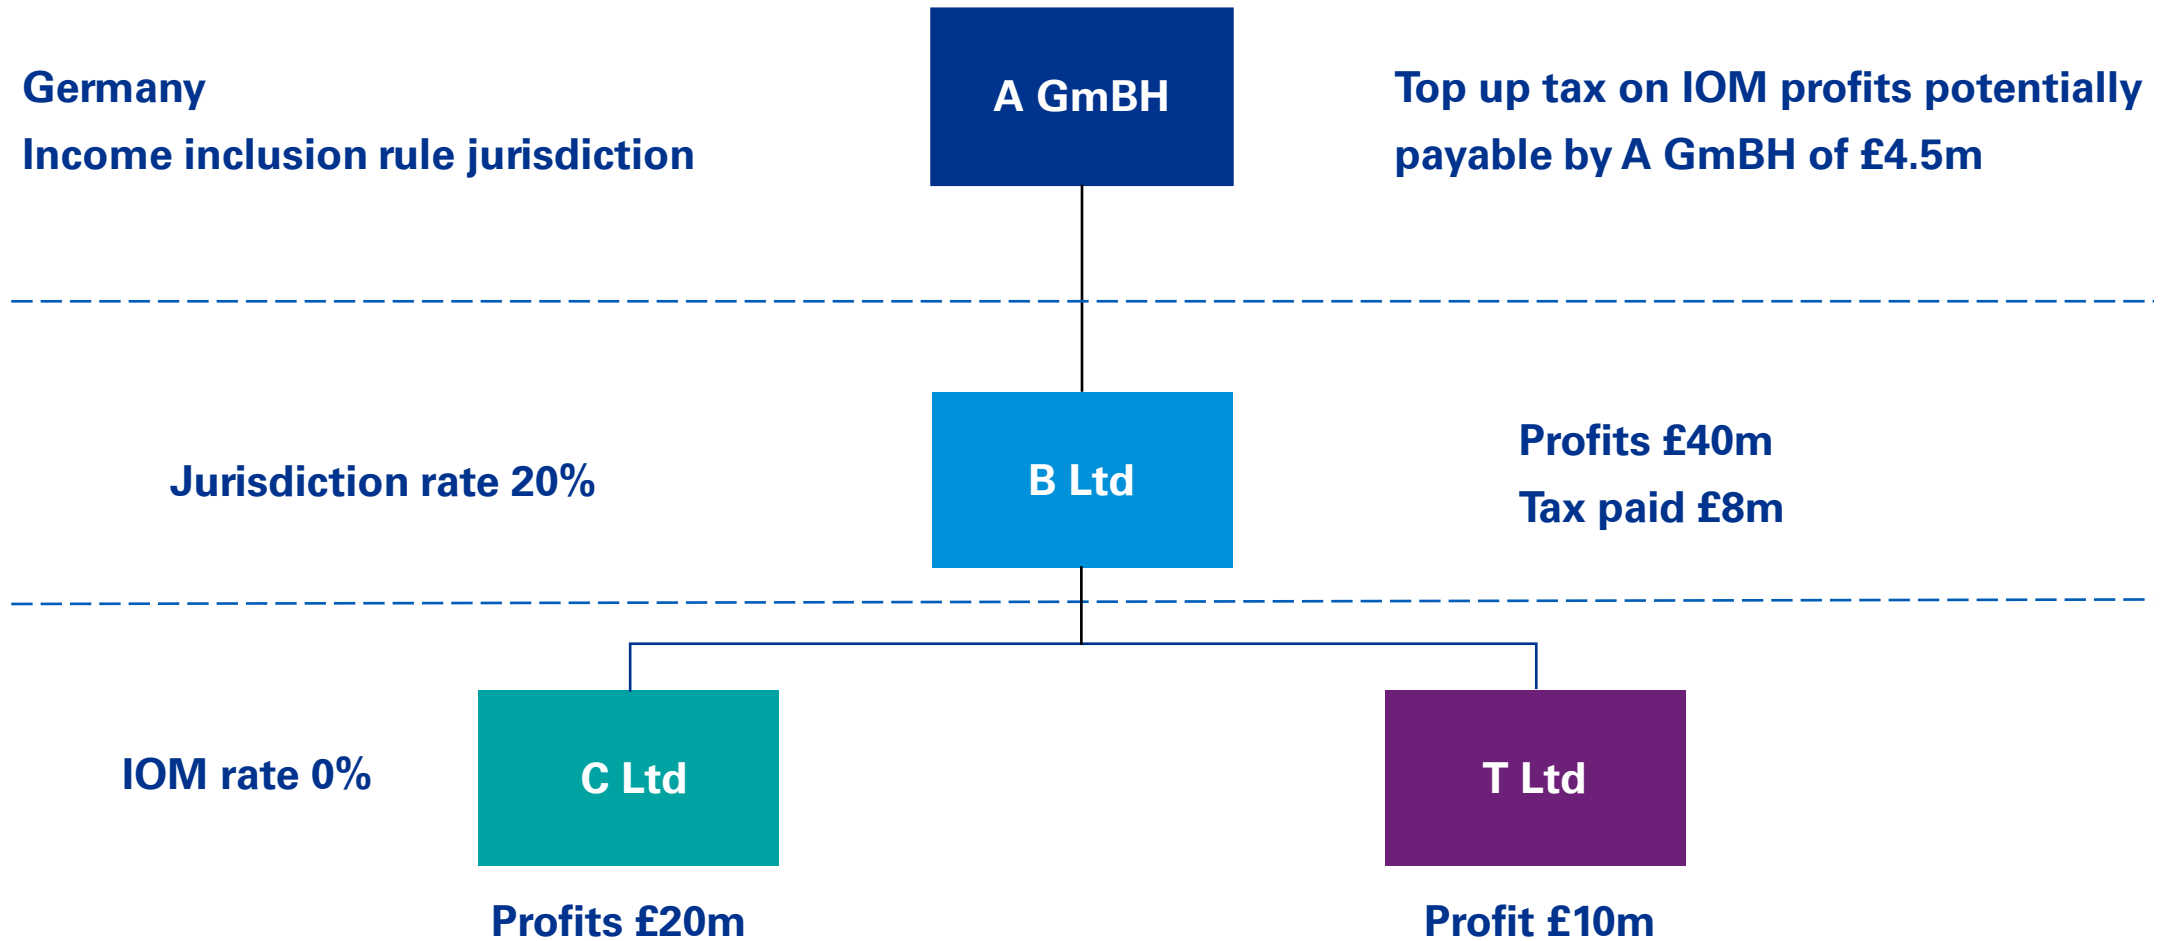 Germany
Income inclusion rule jurisdiction
A GmBH
Top up tax on IOM profits potentially
payable by A GmBH of £4.5m
Jurisdiction rate 20%
B Ltd
Profits £40m
Tax paid £8m
IOM rate 0%
C Ltd
T Ltd
Profits £20m
Profit £10m